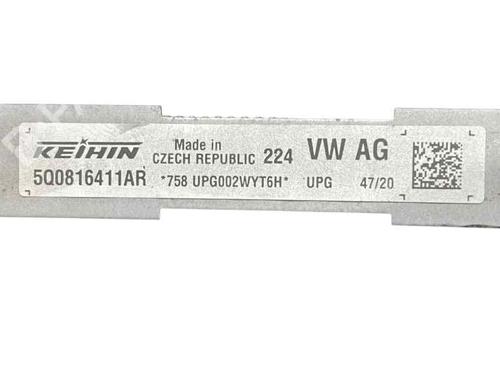 KEIHIN Made in CZECH REPUBLIC 224 VW AG
5Q0816411AR *758 UPG002WYT6H* UPG 47/20